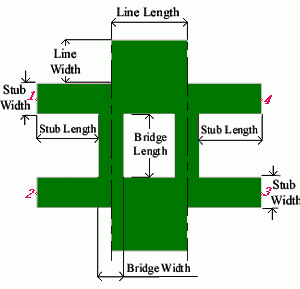 Line Length
Line
Width
Stub
Width
1
4
Stub Length
Bridge
Length
Stub Length
2
3
Stub
Width
Bridge Width